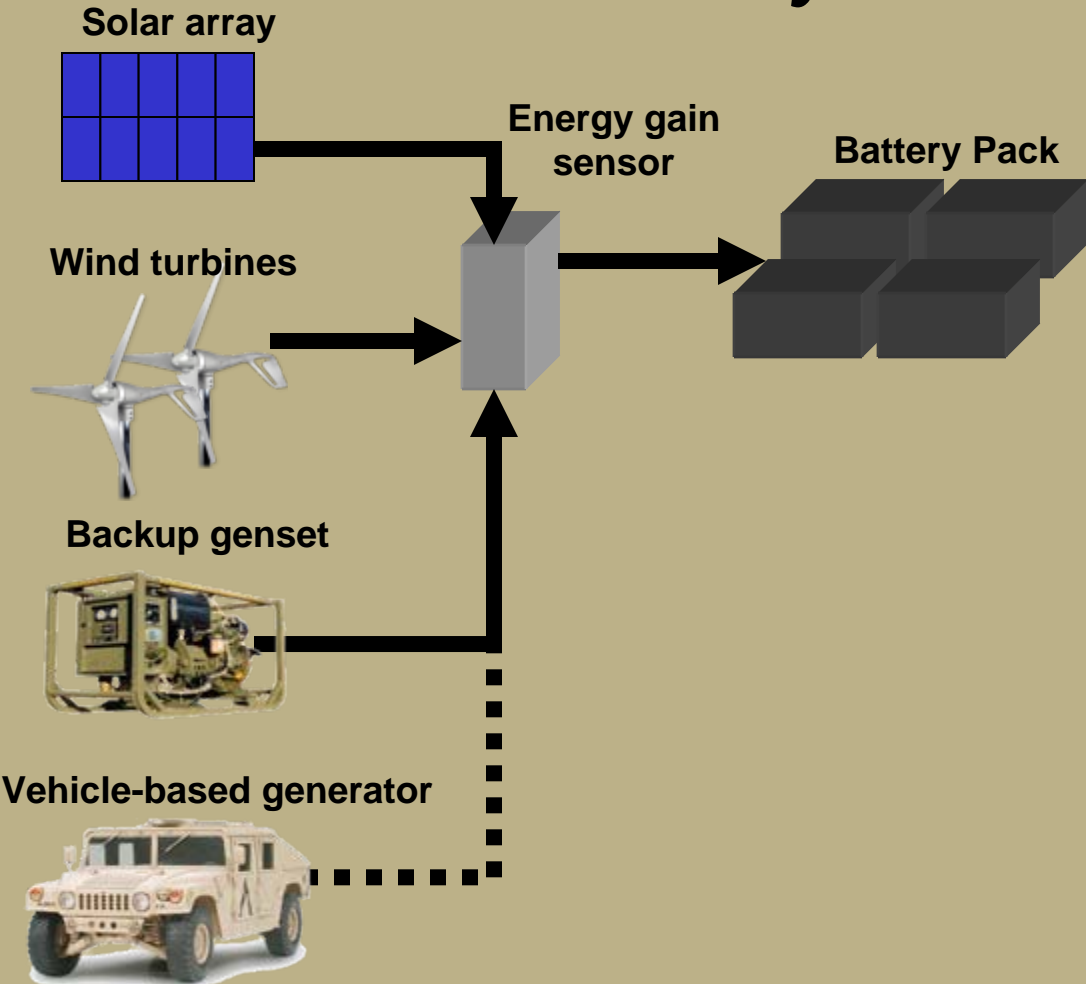 Solar array
Energy gain
sensor
Battery Pack
Wind turbines
Backup genset
Vehicle-based generator